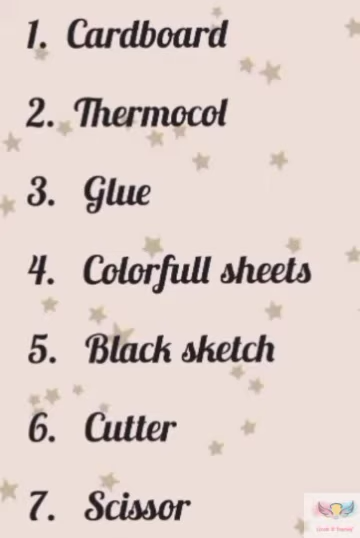 1. Cardboard
2. Thermocol
3. Glue
4. Colorfull sheets
5. Black sketch
6. Cutter
7. Scissor